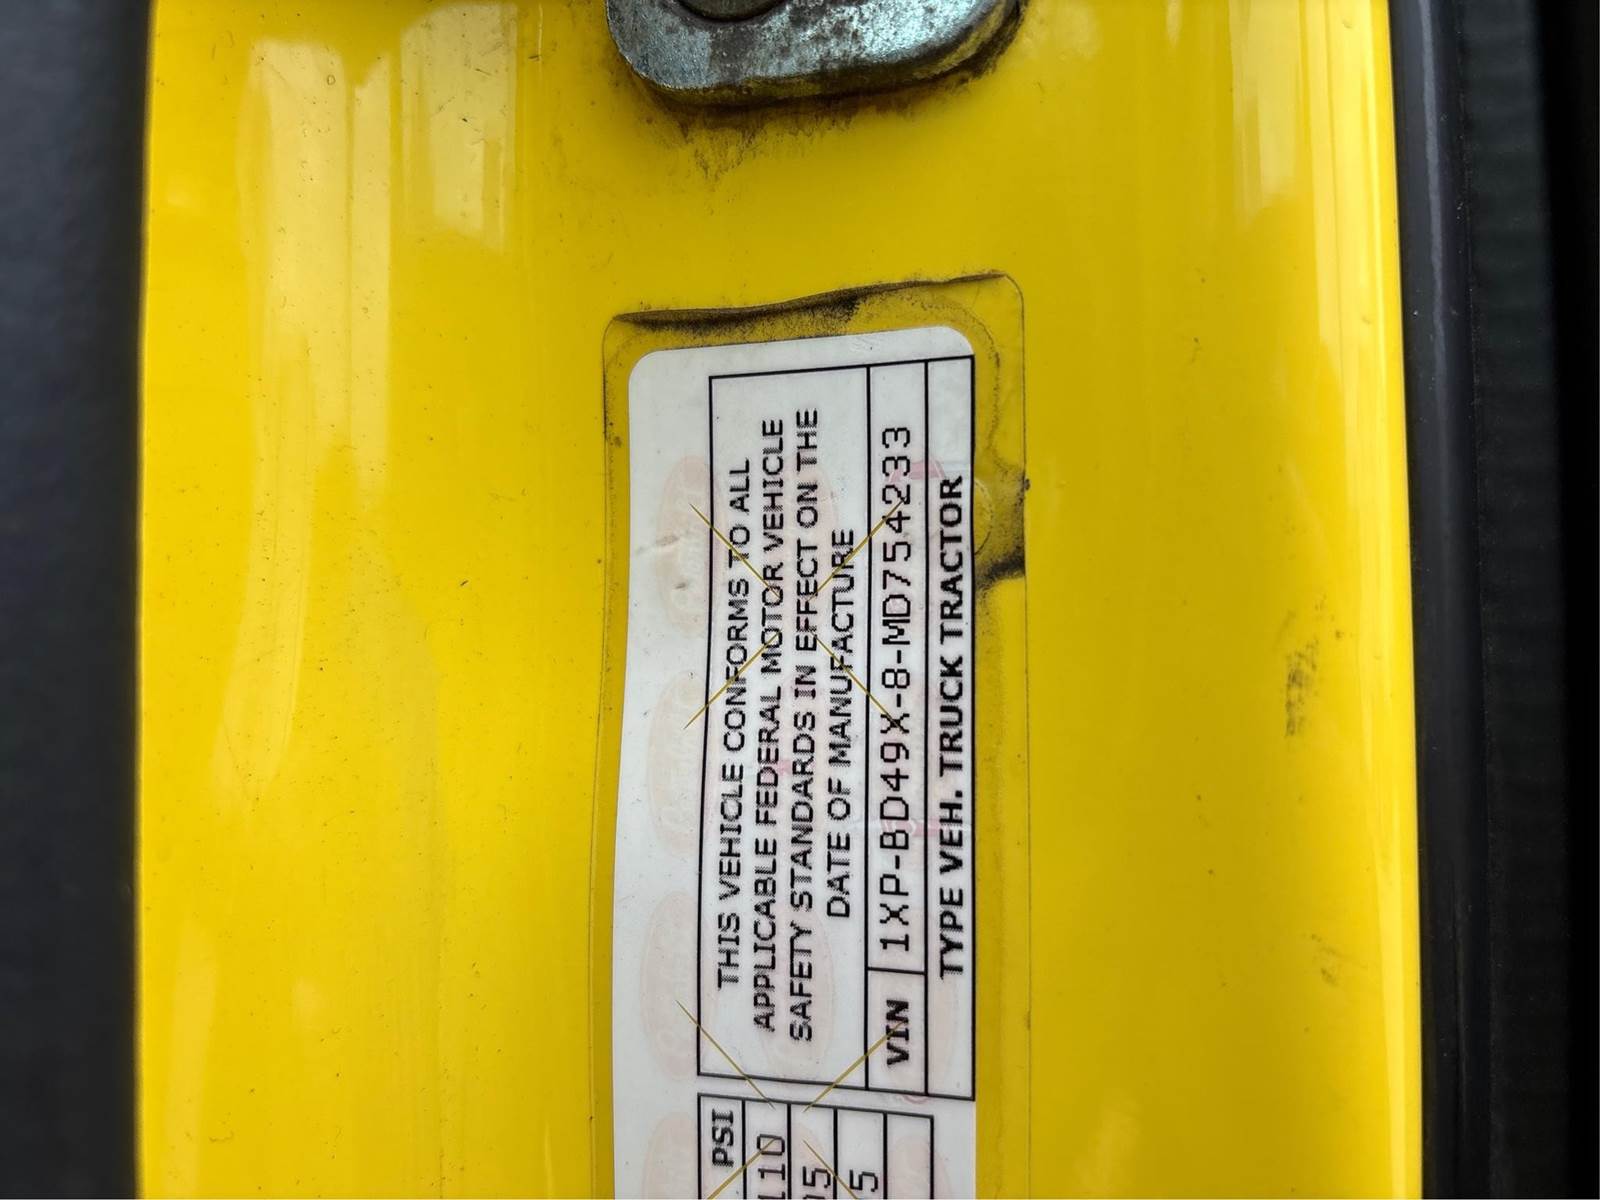 THIS VEHICLE CONFORMS TO ALL
APPLICABLE FEDERAL MOTOR VEHICLE
SAFETY STANDARDS IN EFFECT ON THE
DATE OF MANUFACTURE
VIN 1XP-BD49X-8-MD754233
TYPE VEH. TRUCK TRACTOR
PSI
110